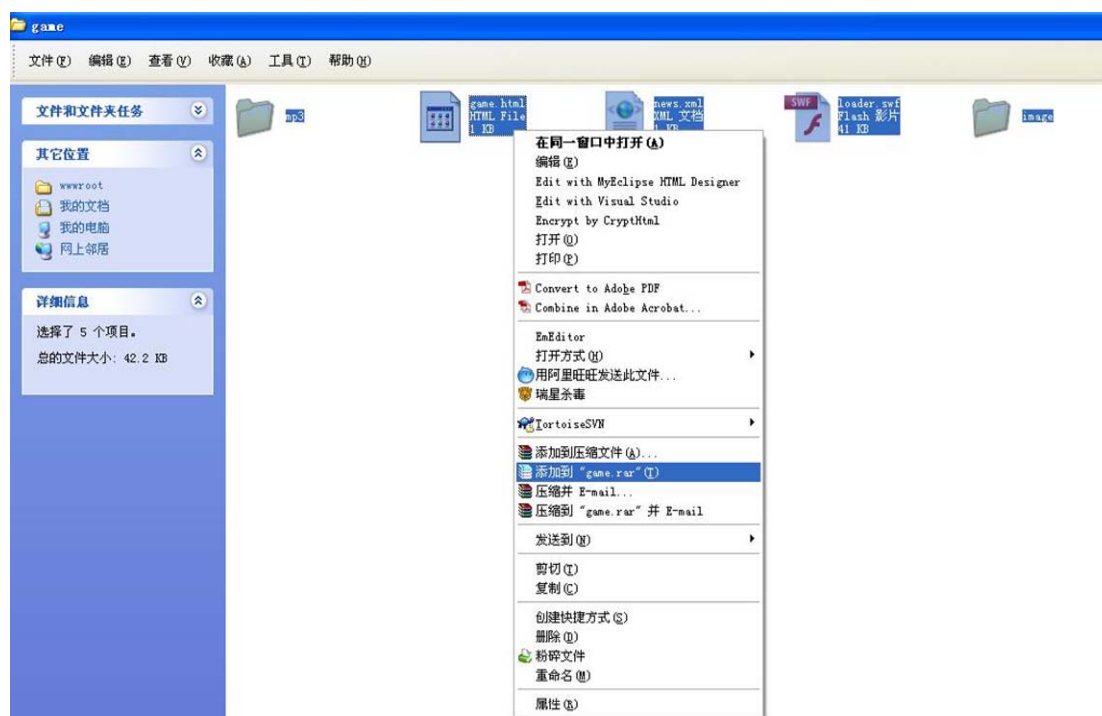 game
文件(F) 编辑(E) 查看(V) 收藏(A) 工具(T) 帮助(H)
文件和文件夹任务
其它位置
wwwroot
我的文档
我的电脑
网上邻居
详细信息
选择了 5 个项目。
总的文件大小: 42.2 KB
mp3
game.html
HTML File
1 KB
news.xml
XML 文档
1 KB
SWF
loader.swf
Flash 影片
41 KB
image
在同一窗口中打开(A)
编辑(E)
Edit with MyEclipse HTML Designer
Edit with Visual Studio
Encrypt by CryptHtml
打开(O)
打印(P)
Convert to Adobe PDF
Combine in Adobe Acrobat...
EmEditor
打开方式(H)
用阿里旺旺发送此文件...
瑞星杀毒
TortoiseSVN
添加到压缩文件(A)...
添加到 "game.rar"(T)
压缩并 E-mail...
压缩到 "game.rar" 并 E-mail
发送到(N)
剪切(T)
复制(C)
创建快捷方式(S)
删除(D)
粉碎文件
重命名(M)
属性(R)